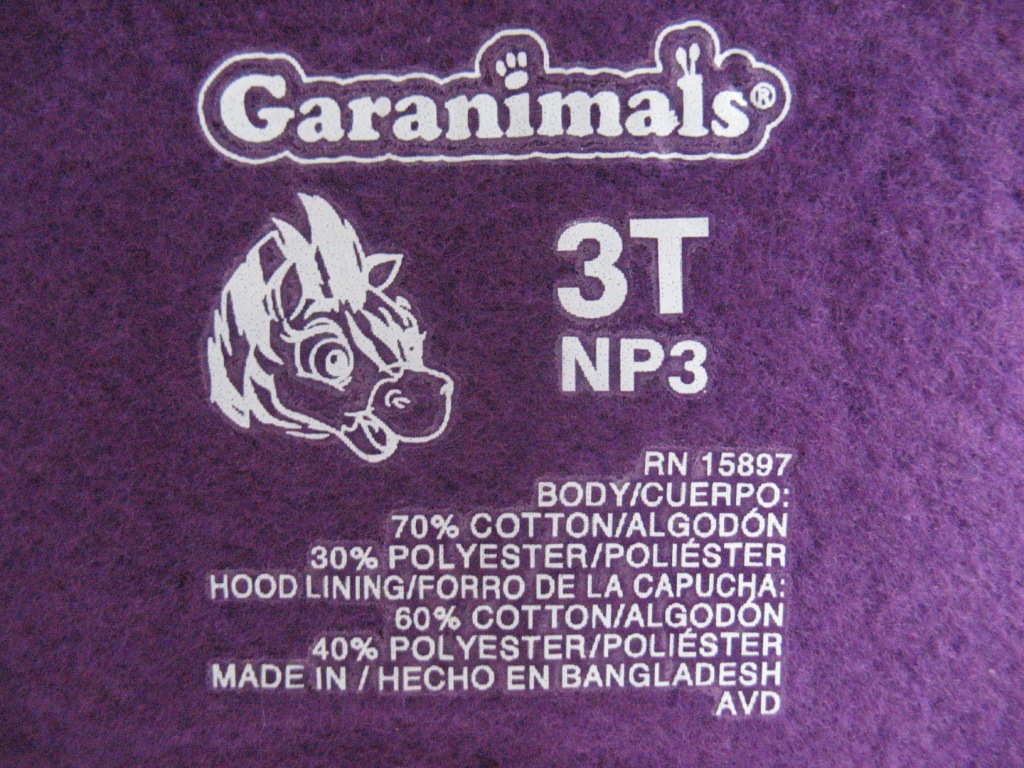 Garanimals®
3T
NP3
RN 15897
BODY/CUERPO:
70% COTTON/ALGODÓN
30% POLYESTER/POLIÉSTER
HOOD LINING/FORRO DE LA CAPUCHA:
60% COTTON/ALGODÓN
40% POLYESTER/POLIÉSTER
MADE IN / HECHO EN BANGLADESH
AVD